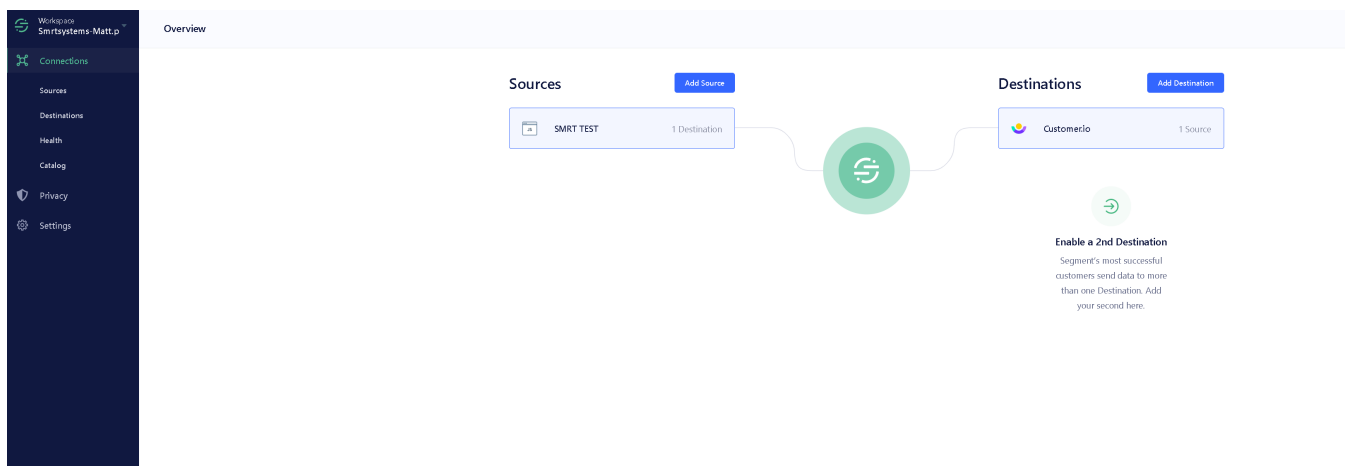 Workspace
Smrtsystems-Matt.p
Connections
Sources
Destinations
Health
Catalog
Privacy
Settings
Overview
Sources
Add Source
JS
SMRT TEST
1 Destination
Destinations
Add Destination
Customer.io
1 Source
Enable a 2nd Destination
Segment's most successful
customers send data to more
than one Destination. Add
your second here.